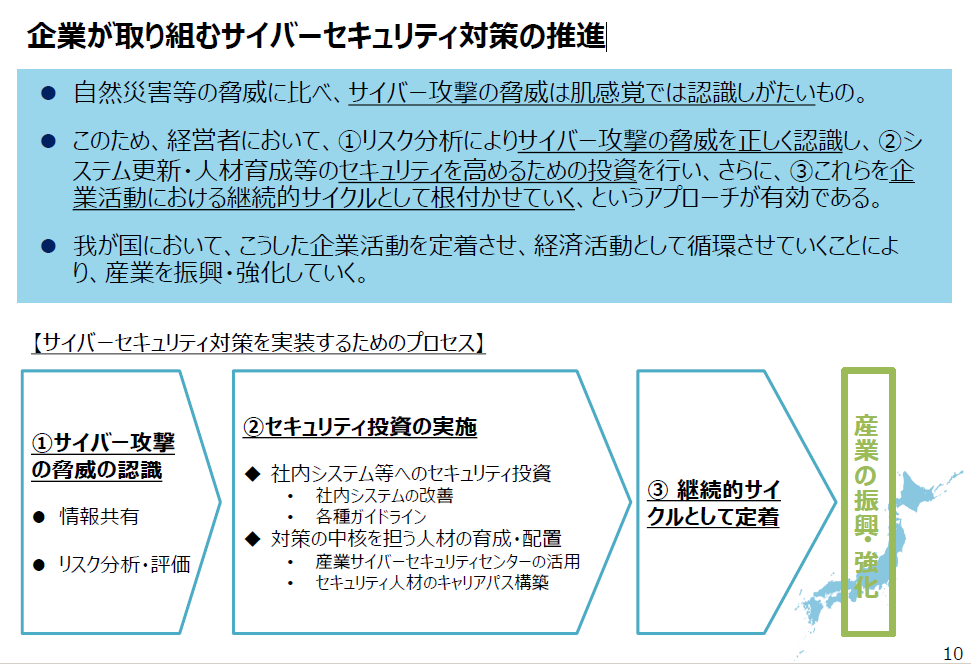 企業が取り組むサイバーセキュリティ対策の推進
● 自然災害等の脅威に比べ、サイバー攻撃の脅威は肌感覚では認識しがたいもの。
● このため、経営者において、①リスク分析によりサイバー攻撃の脅威を正しく認識し、②シ
ステム更新・人材育成等のセキュリティを高めるための投資を行い、さらに、③これらを企
業活動における継続的サイクルとして根付かせていく、というアプローチが有効である。
● 我が国において、こうした企業活動を定着させ、経済活動として循環させていくことによ
り、産業を振興・強化していく。
【サイバーセキュリティ対策を実装するためのプロセス】
①サイバー攻撃
の脅威の認識
● 情報共有
● リスク分析・評価
②セキュリティ投資の実施
◆ 社内システム等へのセキュリティ投資
• 社内システムの改善
• 各種ガイドライン
◆ 対策の中核を担う人材の育成・配置
• 産業サイバーセキュリティセンターの活用
• セキュリティ人材のキャリアパス構築
③ 継続的サイ
クルとして定着
産業の振興・強化
10